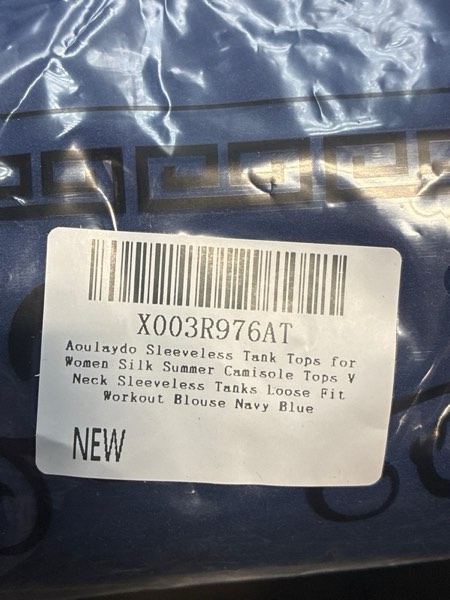 X003R976AT
Aoulaydo Sleeveless Tank Tops for
Women Silk Summer Camisole Tops V
Neck Sleeveless Tanks Loose Fit
Workout Blouse Navy Blue
NEW